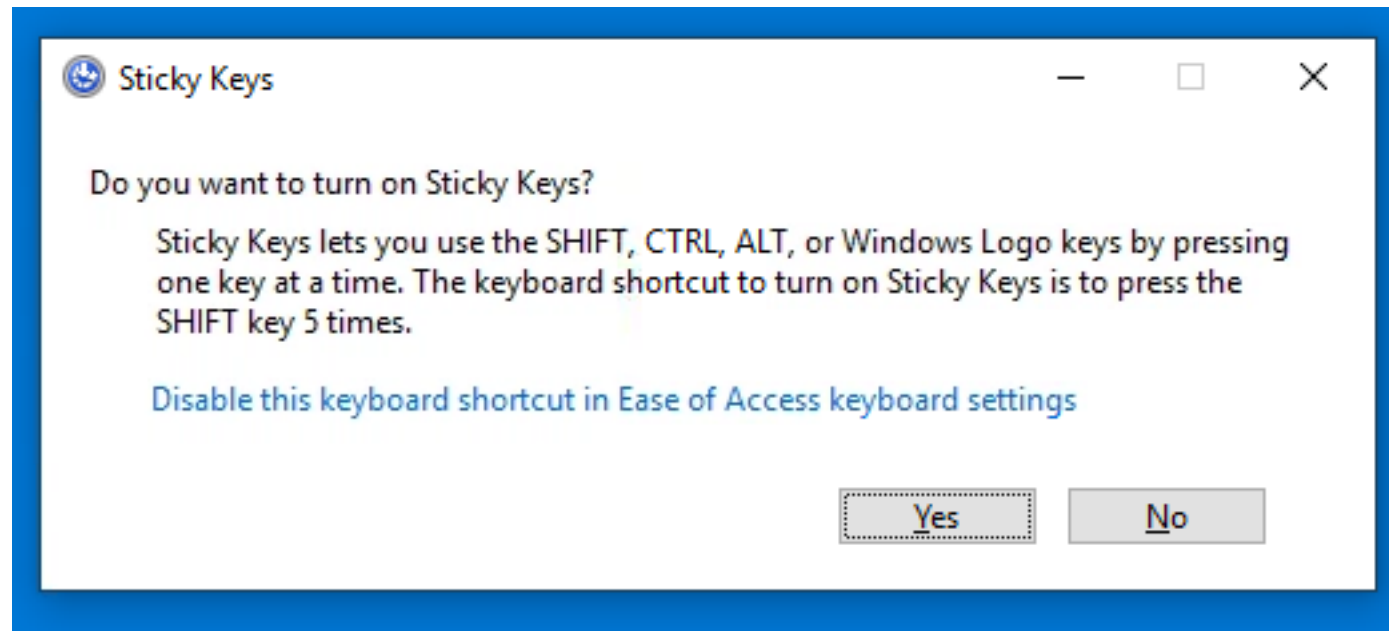 Sticky Keys
Do you want to turn on Sticky Keys?
Sticky Keys lets you use the SHIFT, CTRL, ALT, or Windows Logo keys by pressing
one key at a time. The keyboard shortcut to turn on Sticky Keys is to press the
SHIFT key 5 times.
Disable this keyboard shortcut in Ease of Access keyboard settings
Yes
No